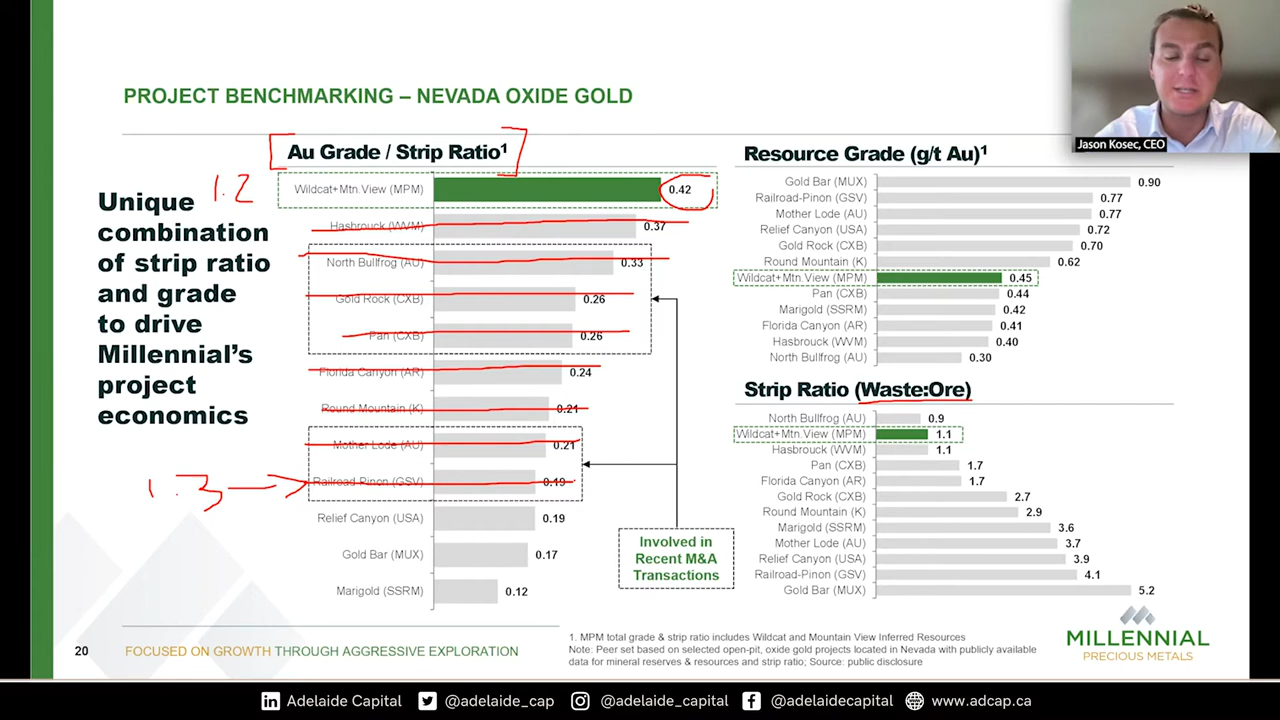 PROJECT BENCHMARKING – NEVADA OXIDE GOLD
Jason Kosec, CEO
Unique
combination
of strip ratio
and grade
to drive
Millennial's
project
economics
1.2
1.3
Au Grade / Strip Ratio¹
Wildcat+Mtn.View (MPM) 0.42
Hasbrouck (WVM) 0.37
North Bullfrog (AU) 0.33
Gold Rock (CXB) 0.26
Pan (CXB) 0.26
Florida Canyon (AR) 0.24
Round Mountain (K) 0.21
Mother Lode (AU) 0.21
Railroad-Pinon (GSV) 0.19
Relief Canyon (USA) 0.19
Gold Bar (MUX) 0.17
Marigold (SSRM) 0.12
Involved in
Recent M&A
Transactions
Resource Grade (g/t Au)¹
Gold Bar (MUX) 0.90
Railroad-Pinon (GSV) 0.77
Mother Lode (AU) 0.77
Relief Canyon (USA) 0.72
Gold Rock (CXB) 0.70
Round Mountain (K) 0.62
Wildcat+Mtn.View (MPM) 0.45
Pan (CXB) 0.44
Marigold (SSRM) 0.42
Florida Canyon (AR) 0.41
Hasbrouck (WVM) 0.40
North Bullfrog (AU) 0.30
Strip Ratio (Waste:Ore)
North Bullfrog (AU) 0.9
Wildcat+Mtn.View (MPM) 1.1
Hasbrouck (WVM) 1.1
Pan (CXB) 1.7
Florida Canyon (AR) 1.7
Gold Rock (CXB) 2.7
Round Mountain (K) 2.9
Marigold (SSRM) 3.6
Mother Lode (AU) 3.7
Relief Canyon (USA) 3.9
Railroad-Pinon (GSV) 4.1
Gold Bar (MUX) 5.2
20
FOCUSED ON GROWTH THROUGH AGGRESSIVE EXPLORATION
1. MPM total grade & strip ratio includes Wildcat and Mountain View Inferred Resources
Note: Peer set based on selected open-pit, oxide gold projects located in Nevada with publicly available
data for mineral reserves & resources and strip ratio; Source: public disclosure
MILLENNIAL
PRECIOUS METALS
Adelaide Capital @adelaide_cap @adelaide_capital @adelaidecapital www.adcap.ca